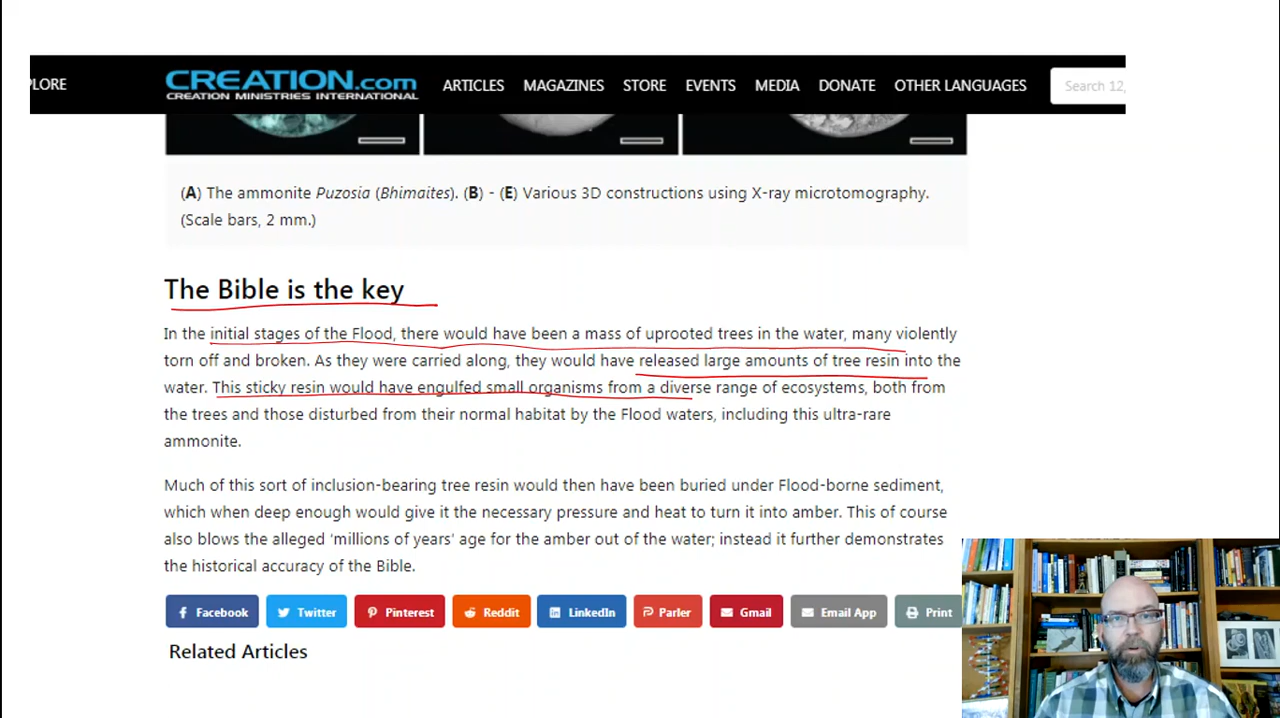 PLORE
CREATION.com
CREATION MINISTRIES INTERNATIONAL
ARTICLES MAGAZINES STORE EVENTS MEDIA DONATE OTHER LANGUAGES
Search 12,
(A) The ammonite Puzosia (Bhimaites). (B) - (E) Various 3D constructions using X-ray microtomography.
(Scale bars, 2 mm.)
The Bible is the key
In the initial stages of the Flood, there would have been a mass of uprooted trees in the water, many violently
torn off and broken. As they were carried along, they would have released large amounts of tree resin into the
water. This sticky resin would have engulfed small organisms from a diverse range of ecosystems, both from
the trees and those disturbed from their normal habitat by the Flood waters, including this ultra-rare
ammonite.
Much of this sort of inclusion-bearing tree resin would then have been buried under Flood-borne sediment,
which when deep enough would give it the necessary pressure and heat to turn it into amber. This of course
also blows the alleged ‘millions of years’ age for the amber out of the water; instead it further demonstrates
the historical accuracy of the Bible.
Facebook Twitter Pinterest Reddit LinkedIn Parler Gmail Email App Print
Related Articles